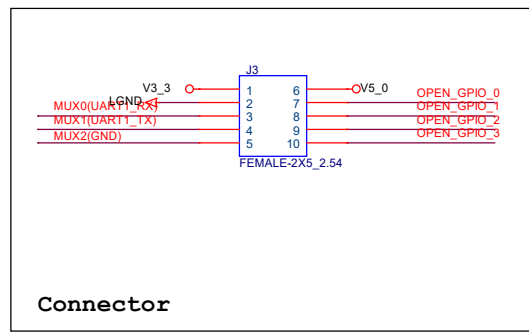 J3
V3_3 1 6 V5_0
LGND 2 7 OPEN_GPIO_0
MUX0(UART1_RX) 3 8 OPEN_GPIO_1
MUX1(UART1_TX) 4 9 OPEN_GPIO_2
MUX2(GND) 5 10 OPEN_GPIO_3
FEMALE-2X5_2.54
Connector